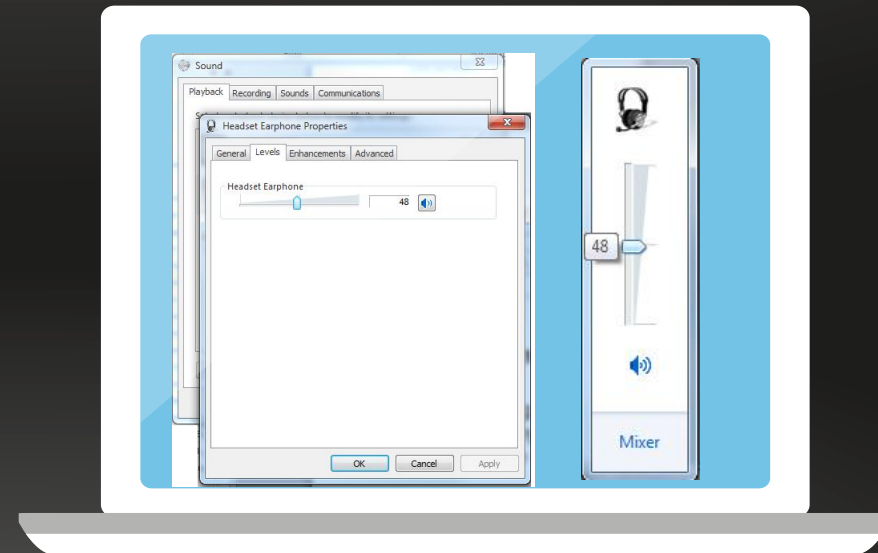 Sound
Playback Recording Sounds Communications
Headset Earphone Properties
General Levels Enhancements Advanced
Headset Earphone
48
OK Cancel Apply
48
Mixer